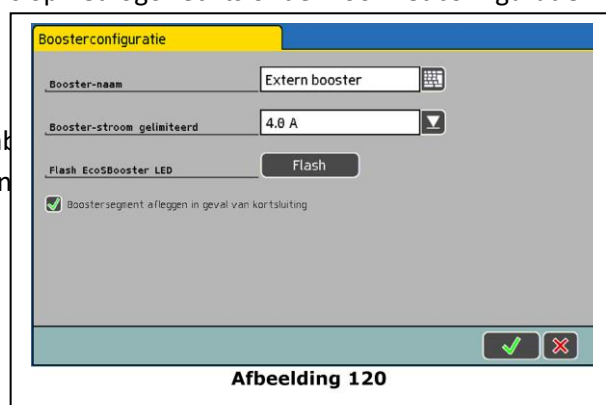 Boosterconfiguratie
Booster-naam Extern booster
Booster-stroom gelimiteerd 4.0 A
Flash EcoSBooster LED Flash
Boostersegment afleggen in geval van kortsluiting
Afbeelding 120